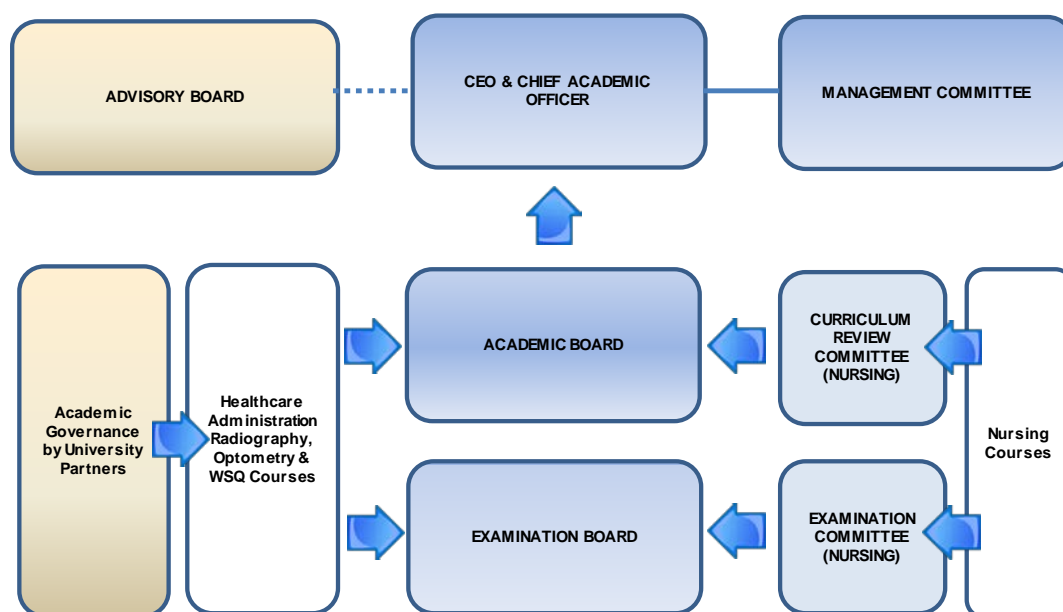 ADVISORY BOARD
CEO & CHIEF ACADEMIC
OFFICER
MANAGEMENT COMMITTEE
Academic
Governance
by University
Partners
Healthcare
Administration
Radiography,
Optometry &
WSQ Courses
ACADEMIC BOARD
CURRICULUM
REVIEW
COMMITTEE
(NURSING)
Nursing
Courses
EXAMINATION BOARD
EXAMINATION
COMMITTEE
(NURSING)